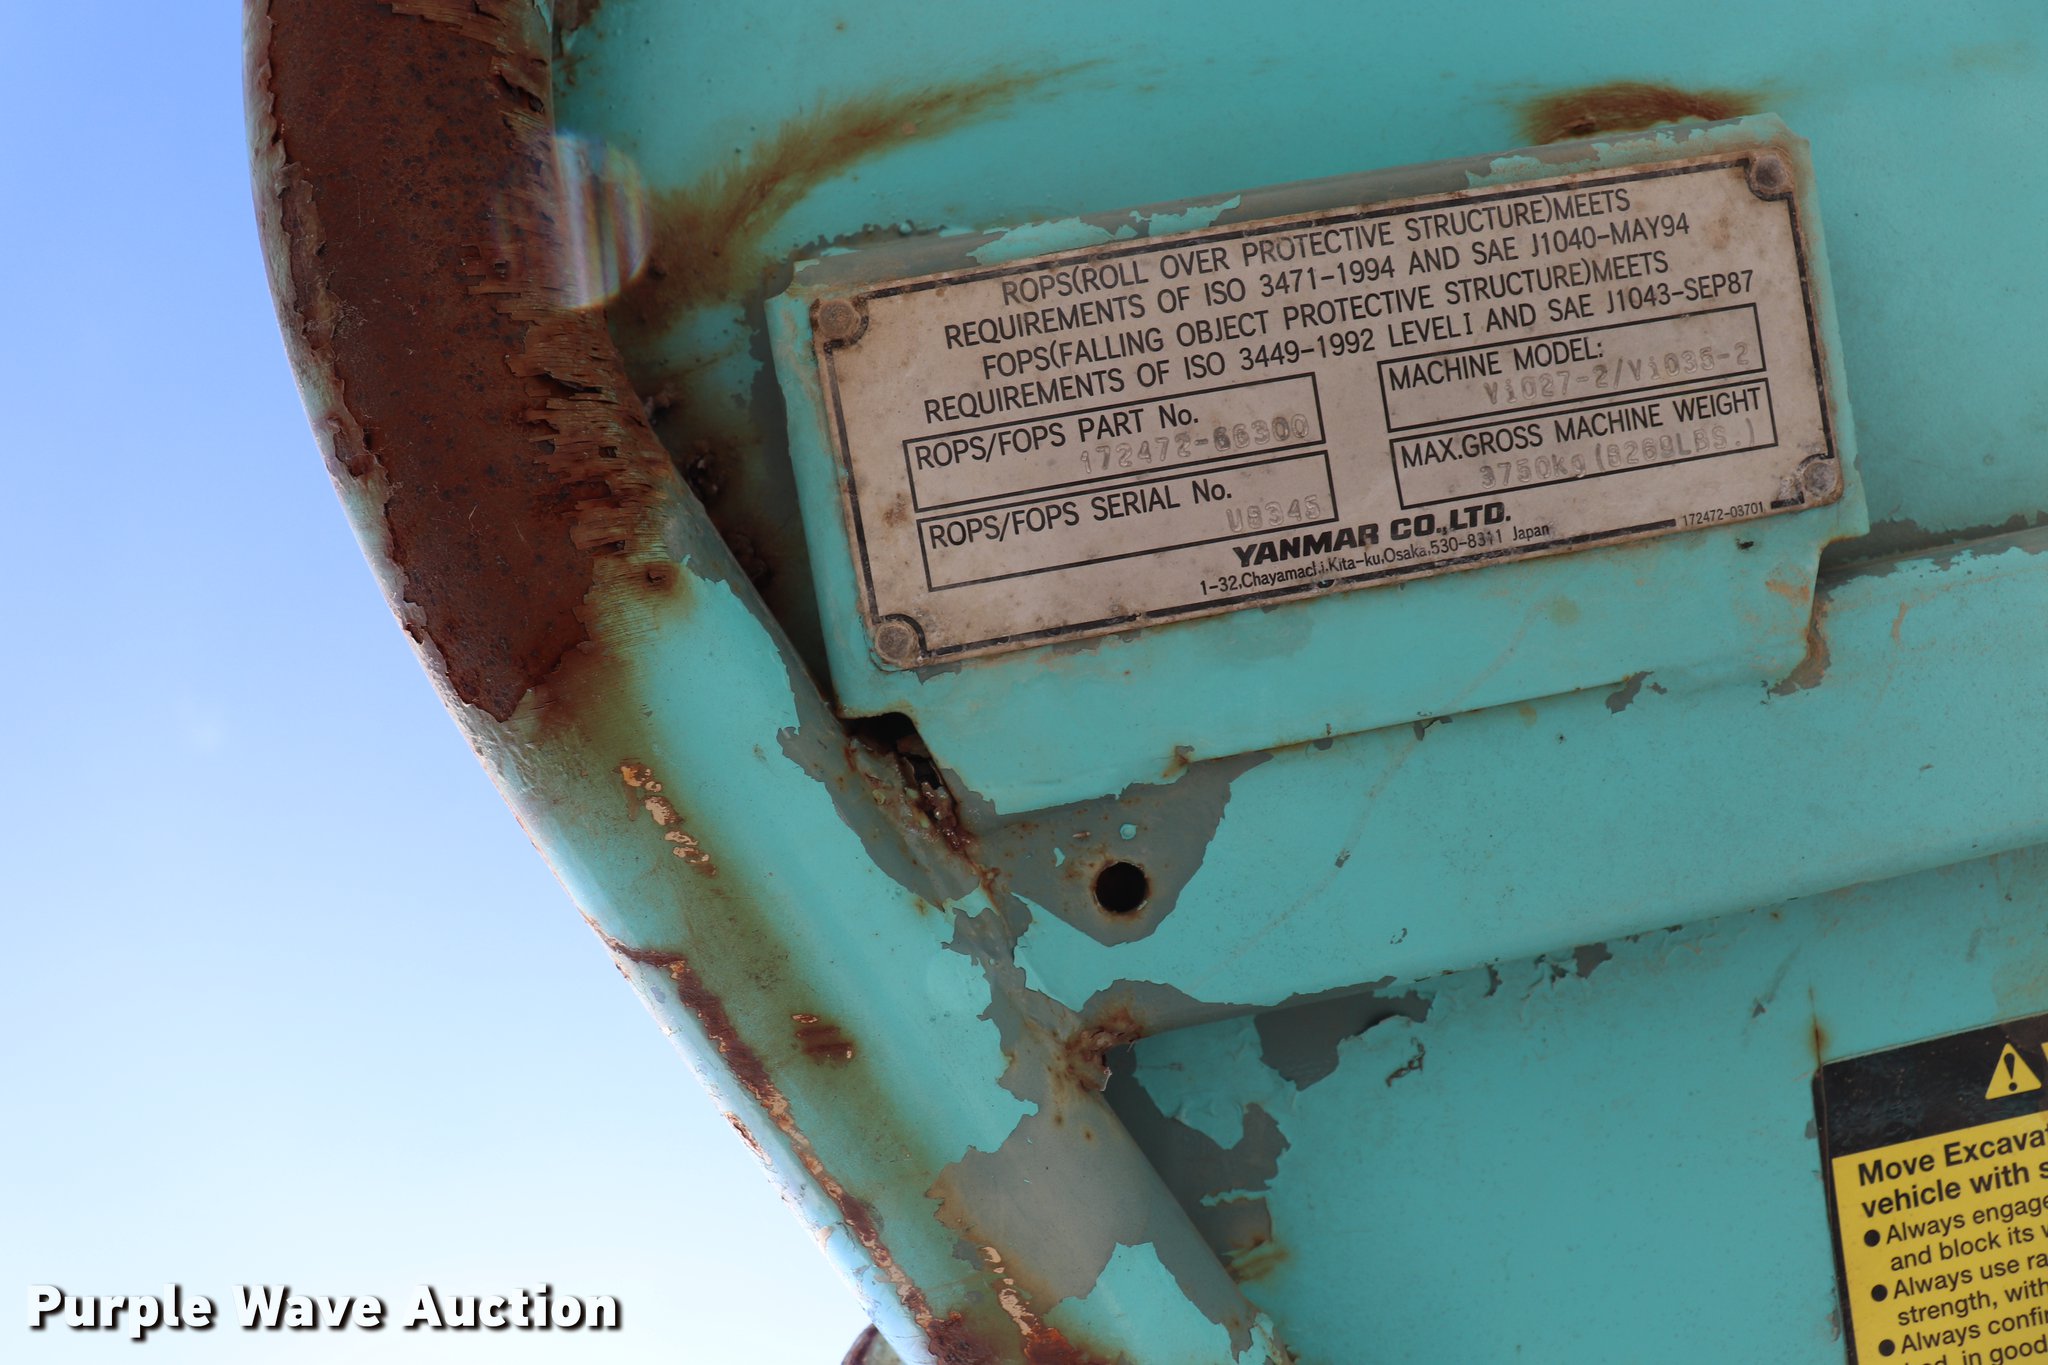 ROPS(ROLL OVER PROTECTIVE STRUCTURE)MEETS
REQUIREMENTS OF ISO 3471-1994 AND SAE J1040-MAY94
FOPS(FALLING OBJECT PROTECTIVE STRUCTURE)MEETS
REQUIREMENTS OF ISO 3449-1992 LEVEL I AND SAE J1043-SEP87
ROPS/FOPS PART No.
172472-66300
ROPS/FOPS SERIAL No.
U8345
MACHINE MODEL:
Vi027-2/Vi035-2
MAX.GROSS MACHINE WEIGHT
3750Kg (8269LBS.)
YANMAR CO.,LTD.
1-32,Chayamachi,Kita-ku,Osaka,530-8311 Japan
172472-03701
Move Excavat
vehicle with s
● Always engage
and block its w
● Always use ra
strength, with
● Always confir
in good
Purple Wave Auction